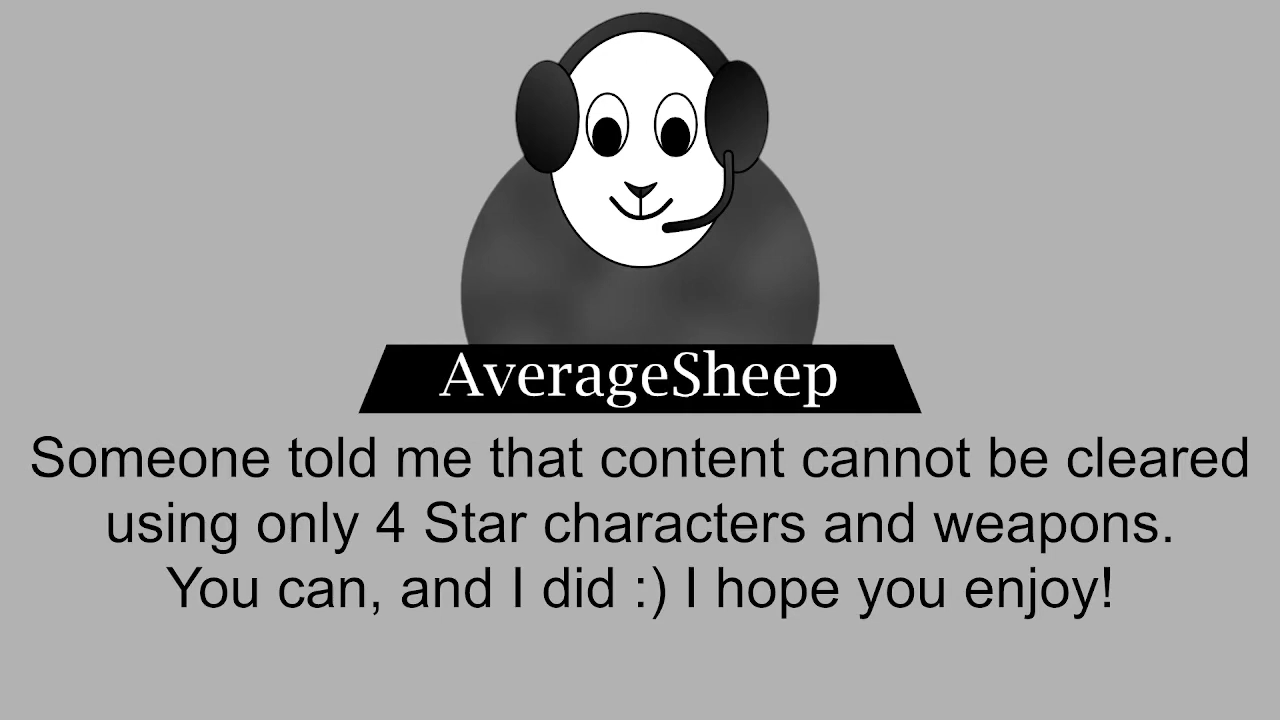 AverageSheep
Someone told me that content cannot be cleared
using only 4 Star characters and weapons.
You can, and I did :) I hope you enjoy!